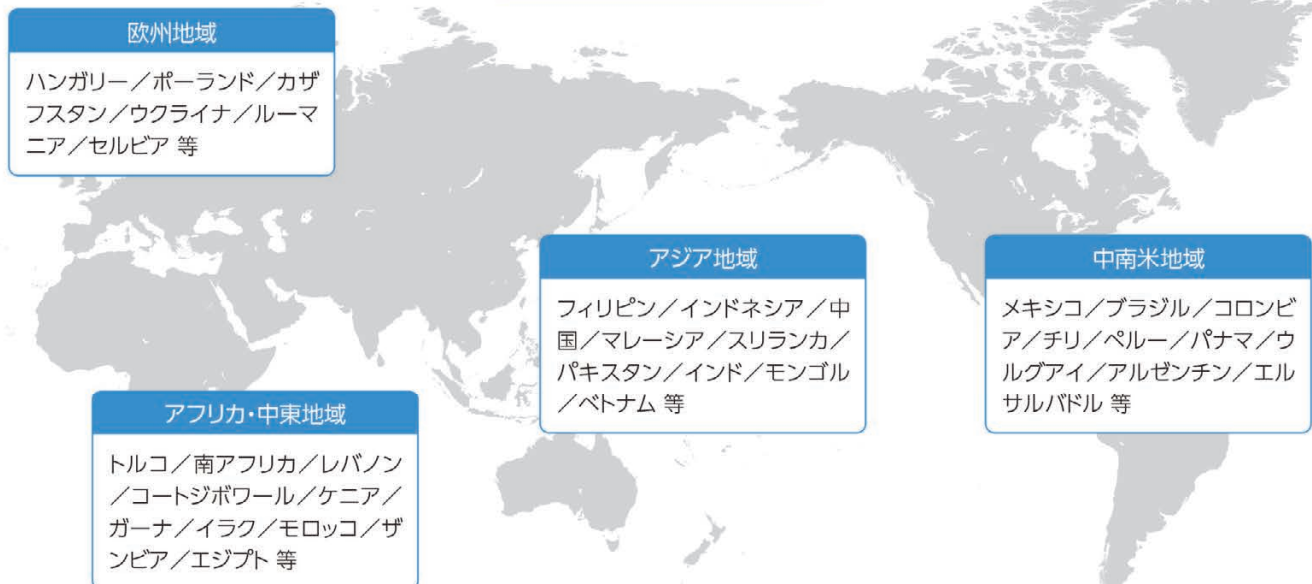 欧州地域
ハンガリー／ポーランド／カザ
フスタン／ウクライナ／ルーマ
ニア／セルビア 等
アジア地域
フィリピン／インドネシア／中
国／マレーシア／スリランカ／
パキスタン／インド／モンゴル
／ベトナム 等
中南米地域
メキシコ／ブラジル／コロンビ
ア／チリ／ペルー／パナマ／ウ
ルグアイ／アルゼンチン／エル
サルバドル 等
アフリカ・中東地域
トルコ／南アフリカ／レバノン
／コートジボワール／ケニア／
ガーナ／イラク／モロッコ／ザ
ンビア／エジプト 等